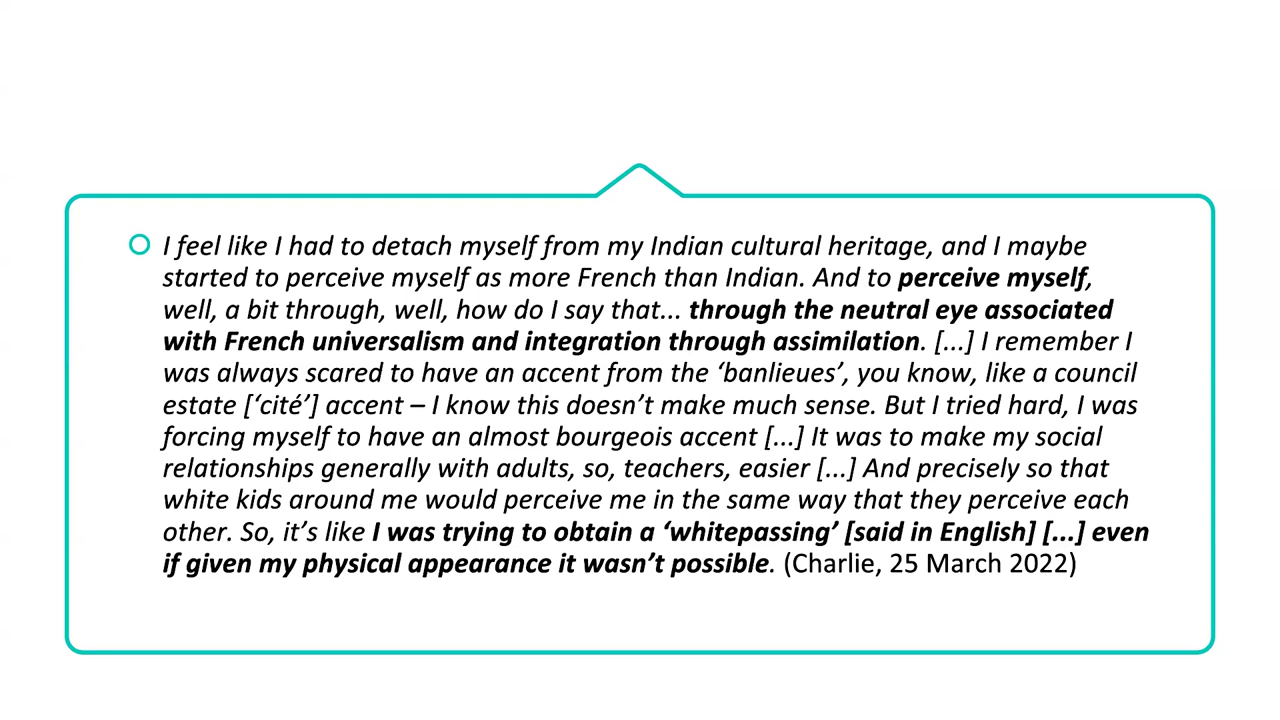 I feel like I had to detach myself from my Indian cultural heritage, and I maybe
started to perceive myself as more French than Indian. And to perceive myself,
well, a bit through, well, how do I say that... through the neutral eye associated
with French universalism and integration through assimilation. [...] I remember I
was always scared to have an accent from the ‘banlieues’, you know, like a council
estate [‘cité’] accent – I know this doesn’t make much sense. But I tried hard, I was
forcing myself to have an almost bourgeois accent [...] It was to make my social
relationships generally with adults, so, teachers, easier [...] And precisely so that
white kids around me would perceive me in the same way that they perceive each
other. So, it’s like I was trying to obtain a ‘whitepassing’ [said in English] [...] even
if given my physical appearance it wasn’t possible. (Charlie, 25 March 2022)